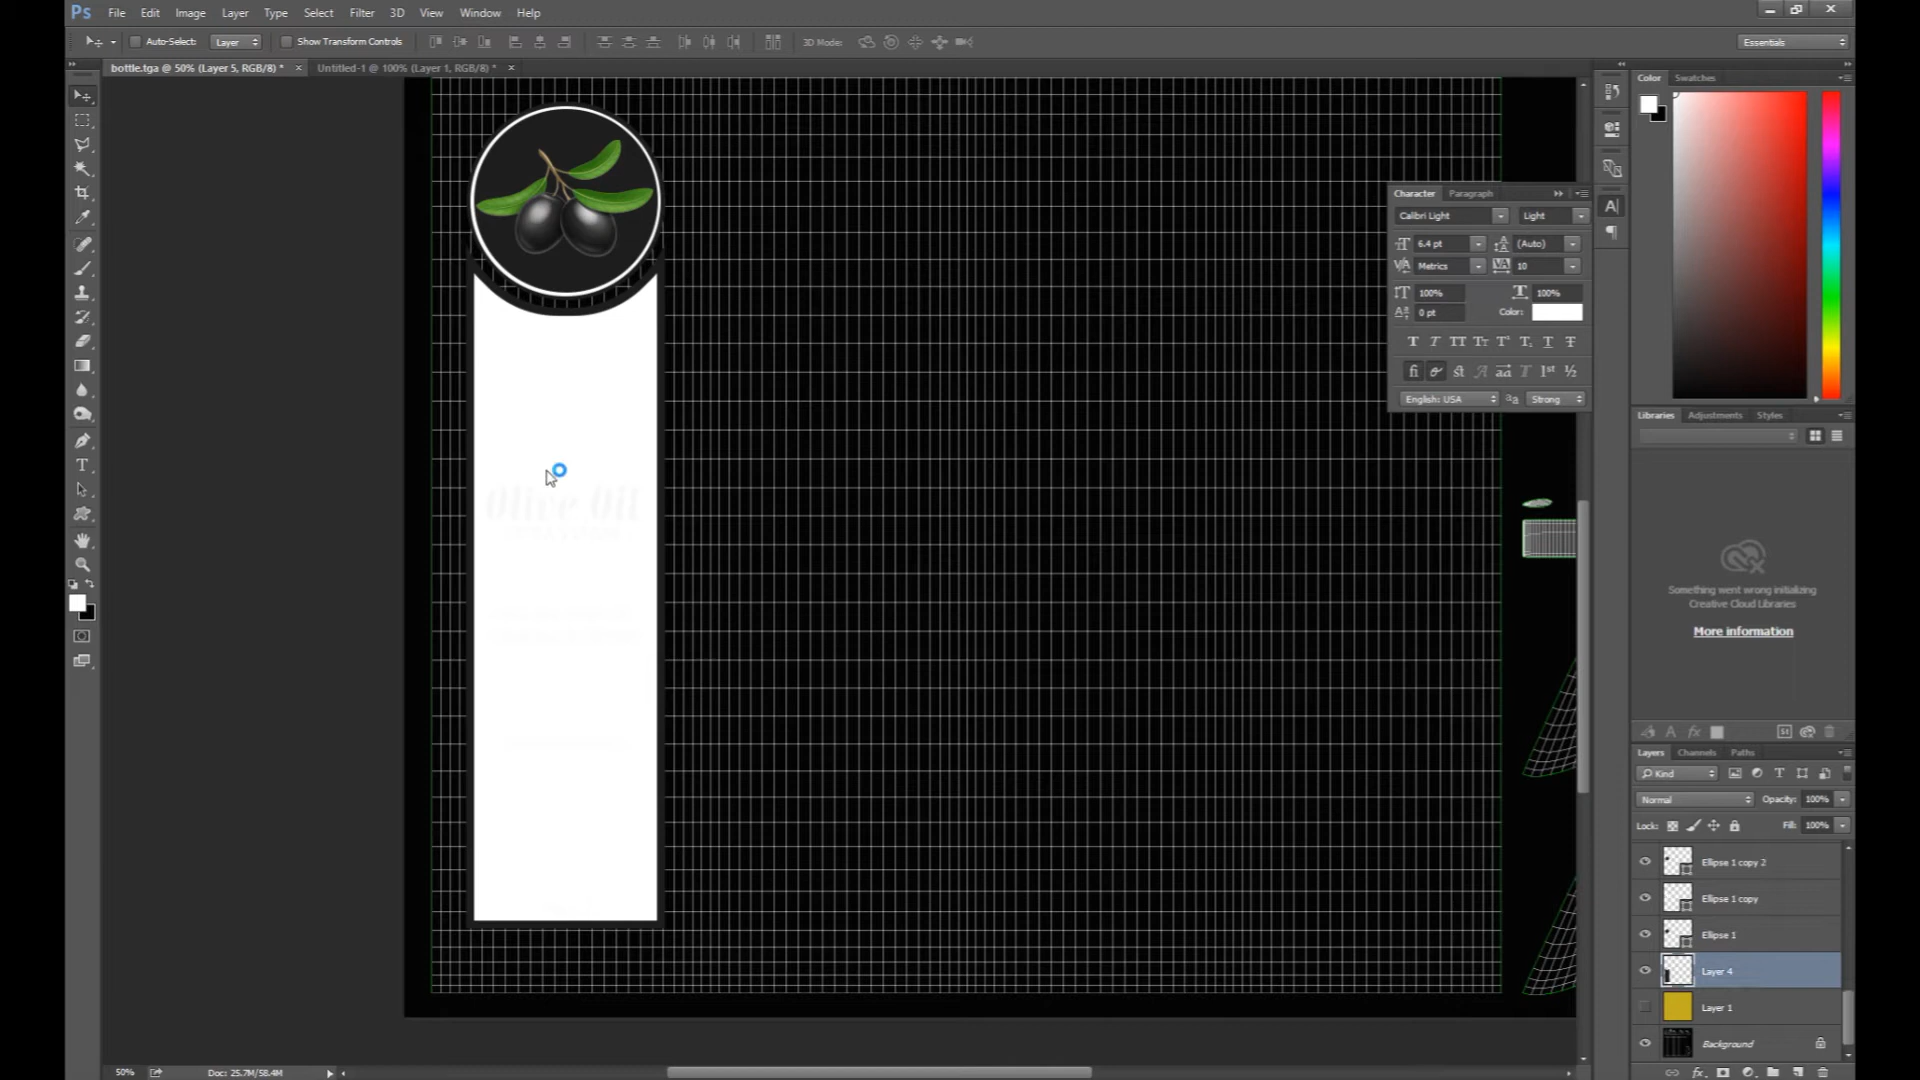 Ps File Edit Image Layer Type Select Filter 3D View Window Help
Auto-Select: Layer Show Transform Controls 3D Mode: Essentials
bottle.tga @ 50% (Layer 5, RGB/8) * × Untitled-1 @ 100% (Layer 1, RGB/8) * ×
Color Swatches
Character Paragraph
Calibri Light Light
6.4 pt (Auto)
Metrics 10
100% 100%
0 pt Color:
English: USA Strong
Olive Oil
Libraries Adjustments Styles
Something went wrong initializing
Creative Cloud Libraries
More information
Layers Channels Paths
Kind
Normal Opacity: 100%
Lock: Fill: 100%
Ellipse 1 copy 2
Ellipse 1 copy
Ellipse 1
Layer 4
Layer 1
Background
50% Doc: 25.7M/58.4M